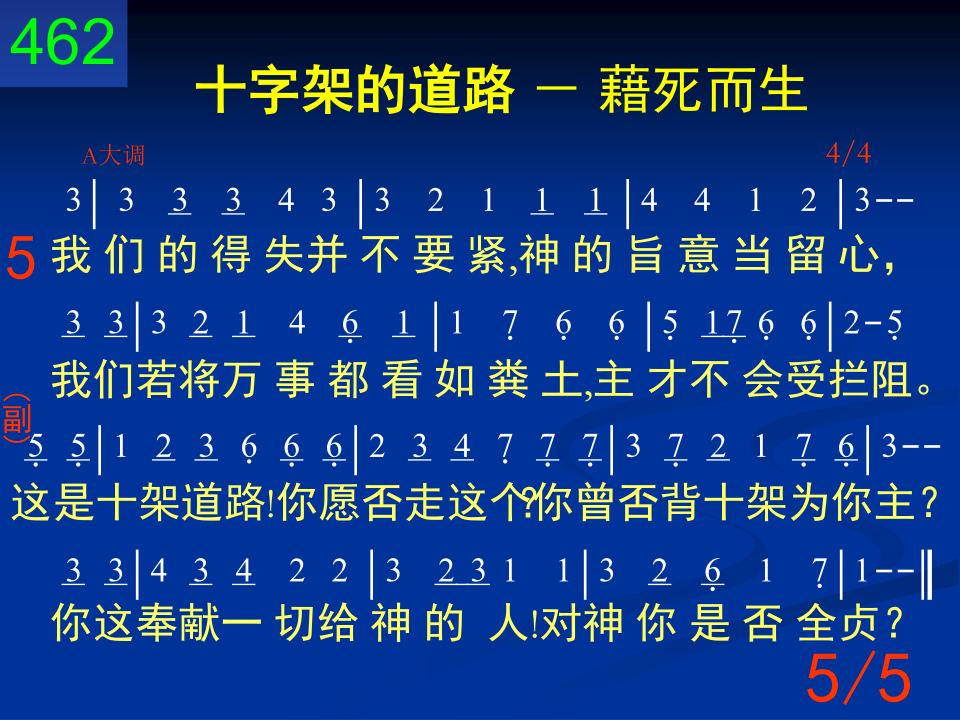 462
十字架的道路 － 藉死而生
A大调 4/4
3| 3 3 3 4 3|3 2 1 1 1|4 4 1 2|3--
5 我 们 的 得 失并 不 要 紧,神 的 旨 意 当 留 心，
3 3|3 2 1 4 6̣ 1|1 7̣ 6̣ 6̣|5̣ 17̣ 6̣ 6̣|2-5̣
我们若将万 事 都 看 如 粪 土,主 才不 会受拦阻。
（副）
5̣ 5̣|1 2 3 6̣ 6̣ 6̣|2 3 4 7̣ 7̣ 7̣|3 7̣ 2 1 7̣ 6̣|3--
这是十架道路!你愿否走这个?你曾否背十架为你主?
3 3|4 3 4 2 2|3 2 3 1 1|3 2 6̣ 1 7̣|1--‖
你这奉献一 切给 神 的 人!对神 你 是 否 全贞?
5/5